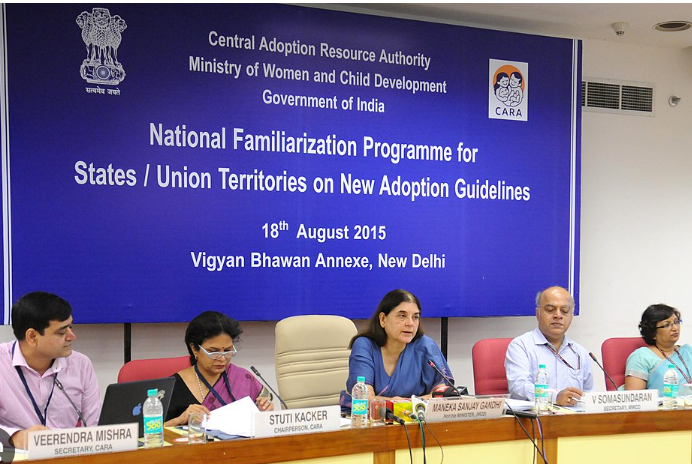 सत्यमेव जयते
Central Adoption Resource Authority
Ministry of Women and Child Development
Government of India
CARA
National Familiarization Programme for
States / Union Territories on New Adoption Guidelines
18th August 2015
Vigyan Bhawan Annexe, New Delhi
VEERENDRA MISHRA
SECRETARY, CARA
STUTI KACKER
CHAIRPERSON, CARA
MANEKA SANJAY GANDHI
MINISTER,
V SOMASUNDARAN
SECRETARY,